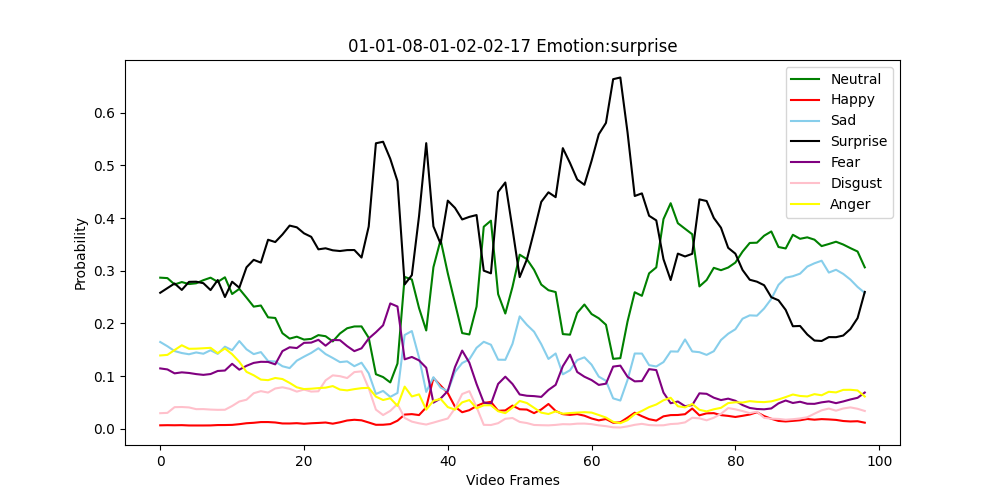 01-01-08-01-02-02-17 Emotion:surprise
Neutral
Happy
Sad
Surprise
Fear
Disgust
Anger
Probability
0.6
0.5
0.4
0.3
0.2
0.1
0.0
0 20 40 60 80 100
Video Frames